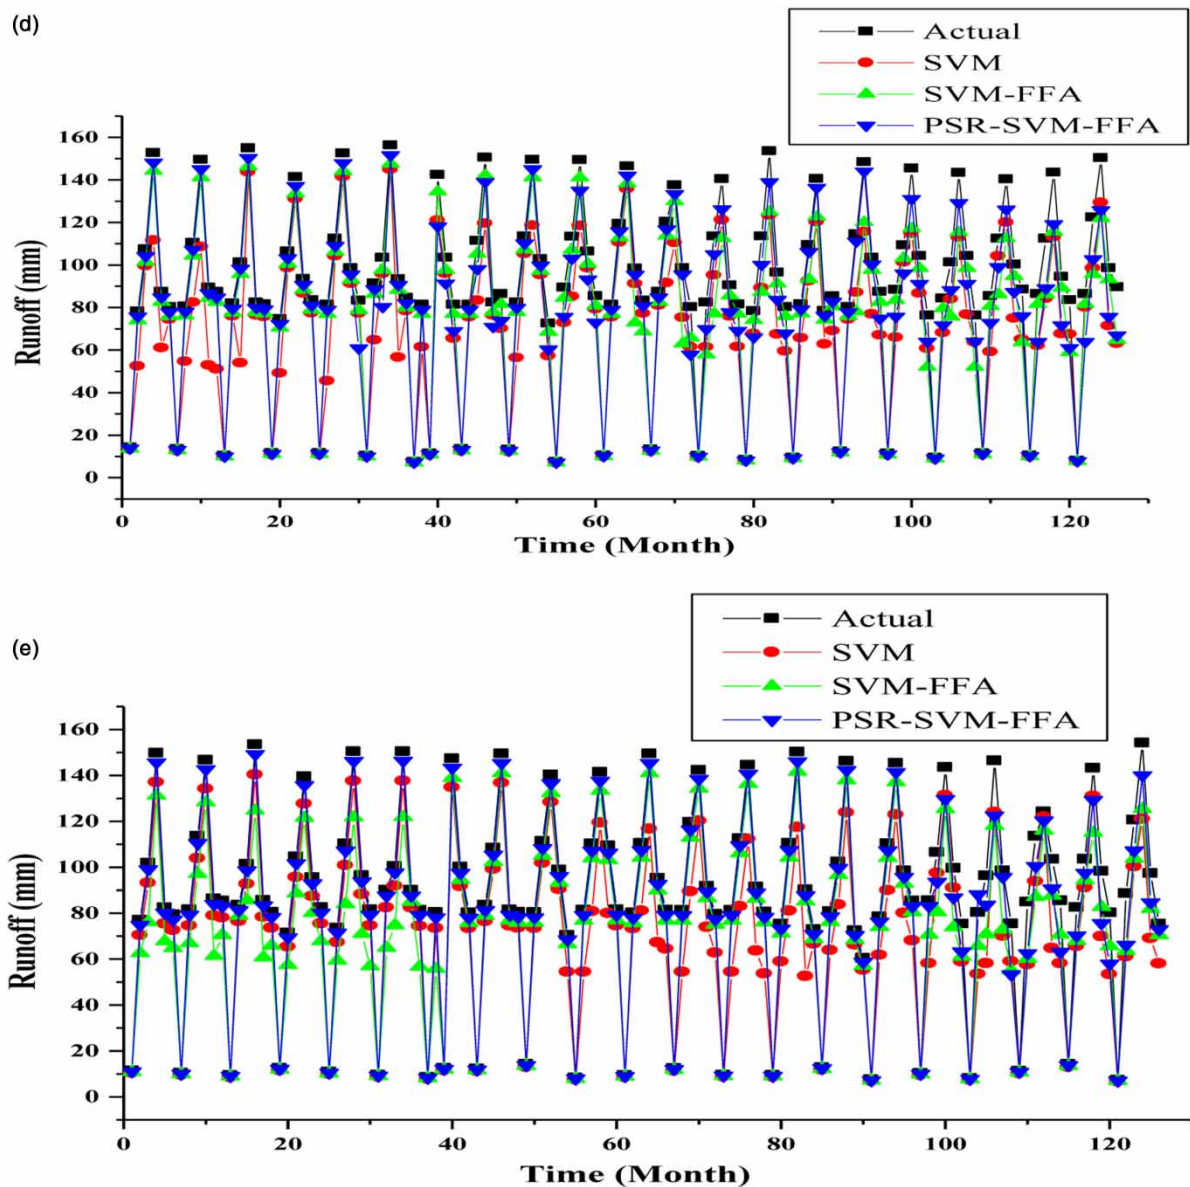 (d)
Actual
SVM
SVM-FFA
PSR-SVM-FFA
160
140
120
100
80
60
40
20
0
Runoff (mm)
0 20 40 60 80 100 120
Time (Month)
(e)
Actual
SVM
SVM-FFA
PSR-SVM-FFA
160
140
120
100
80
60
40
20
0
Runoff (mm)
0 20 40 60 80 100 120
Time (Month)